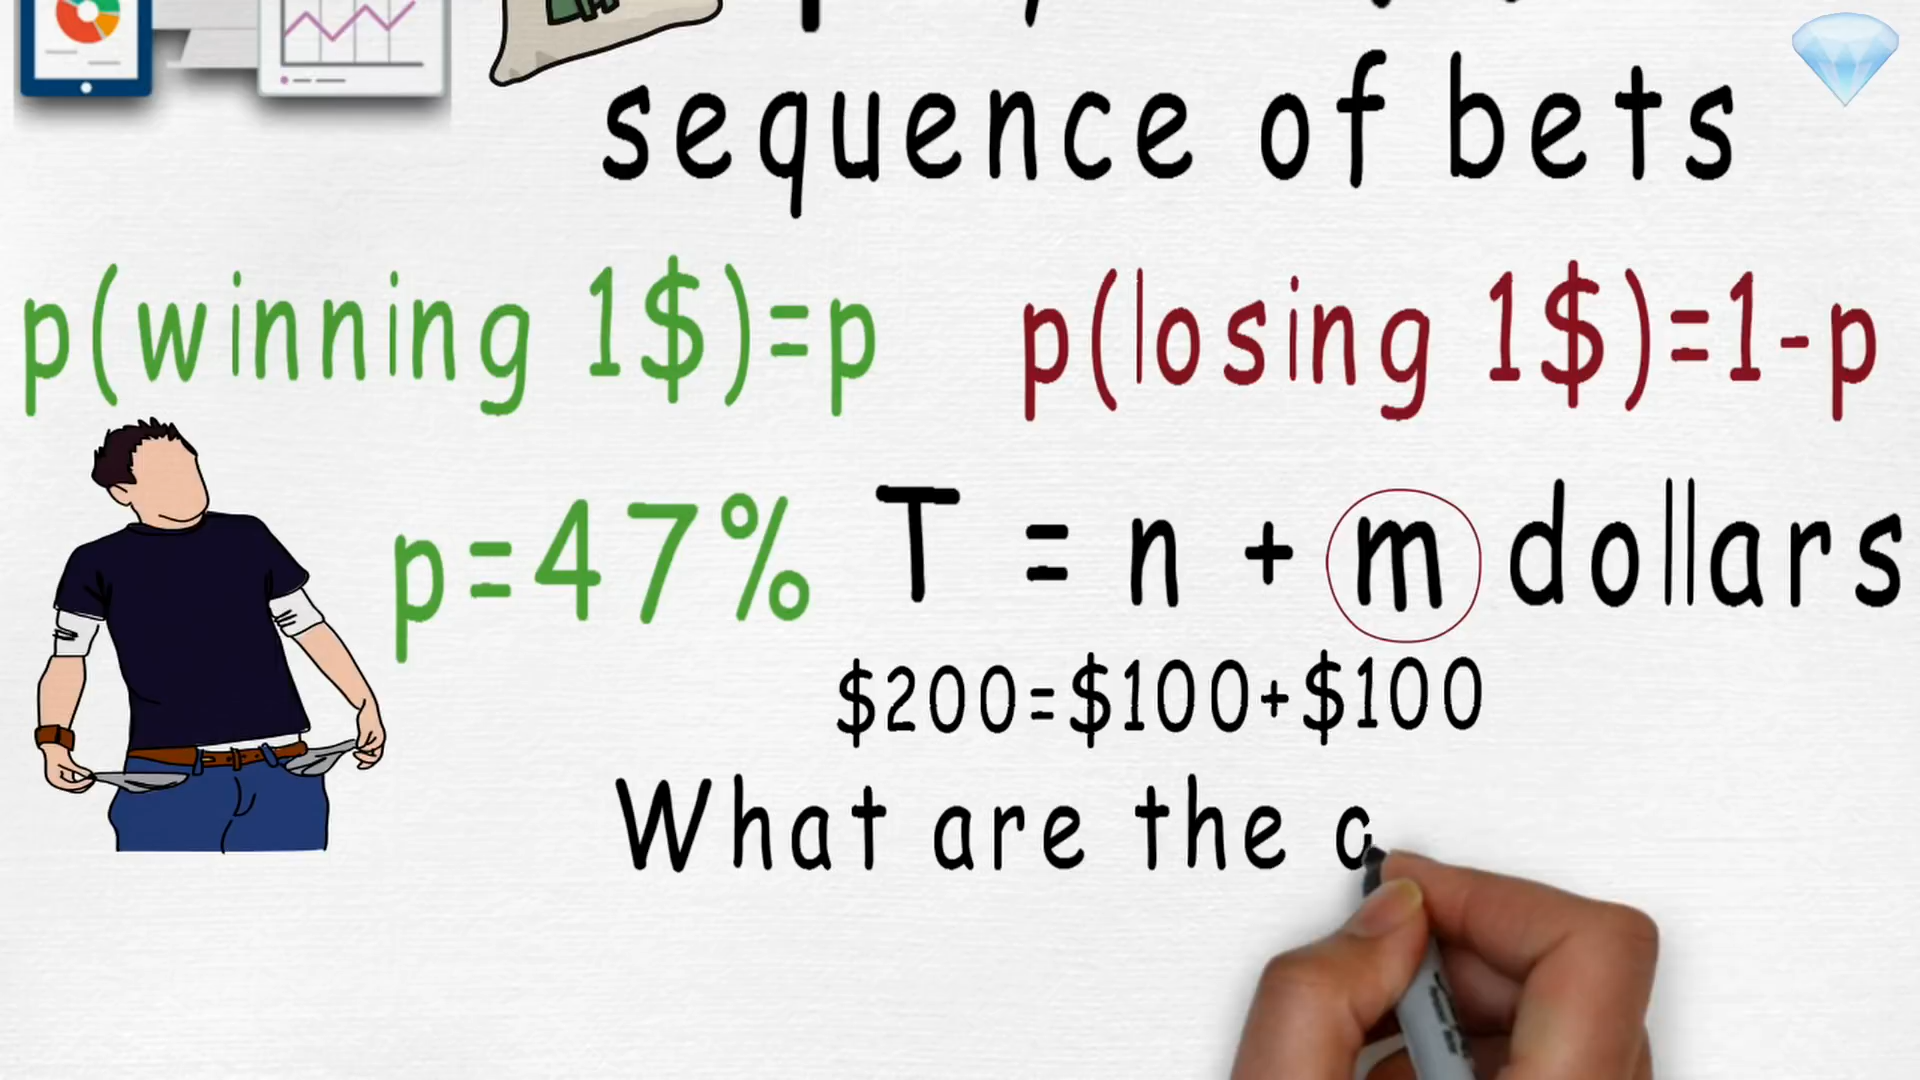 sequence of bets
p(winning 1$)=p p(losing 1$)=1-p
p=47% T = n + m dollars
$200=$100+$100
What are the